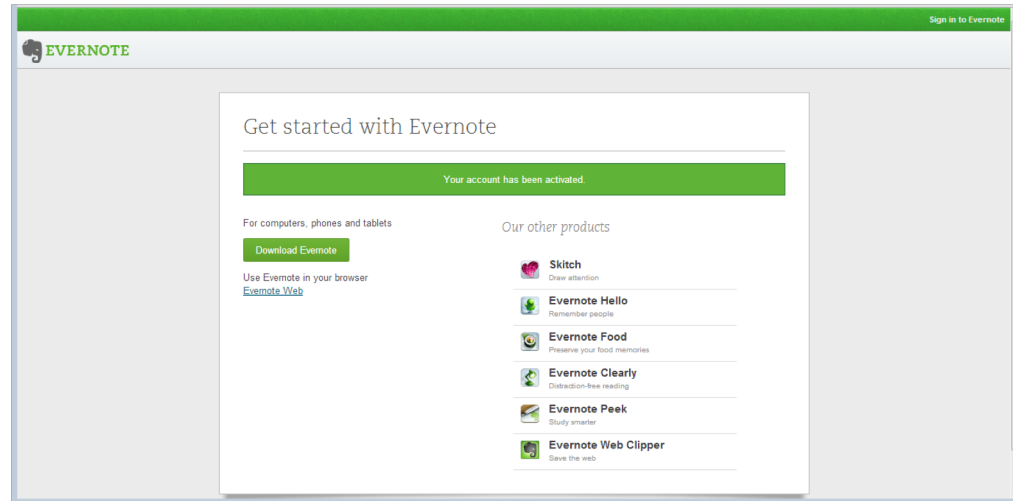 Sign in to Evernote
EVERNOTE
Get started with Evernote
Your account has been activated.
For computers, phones and tablets
Download Evernote
Use Evernote in your browser
Evernote Web
Our other products
Skitch
Draw attention
Evernote Hello
Remember people
Evernote Food
Preserve your food memories
Evernote Clearly
Distraction-free reading
Evernote Peek
Study smarter
Evernote Web Clipper
Save the web